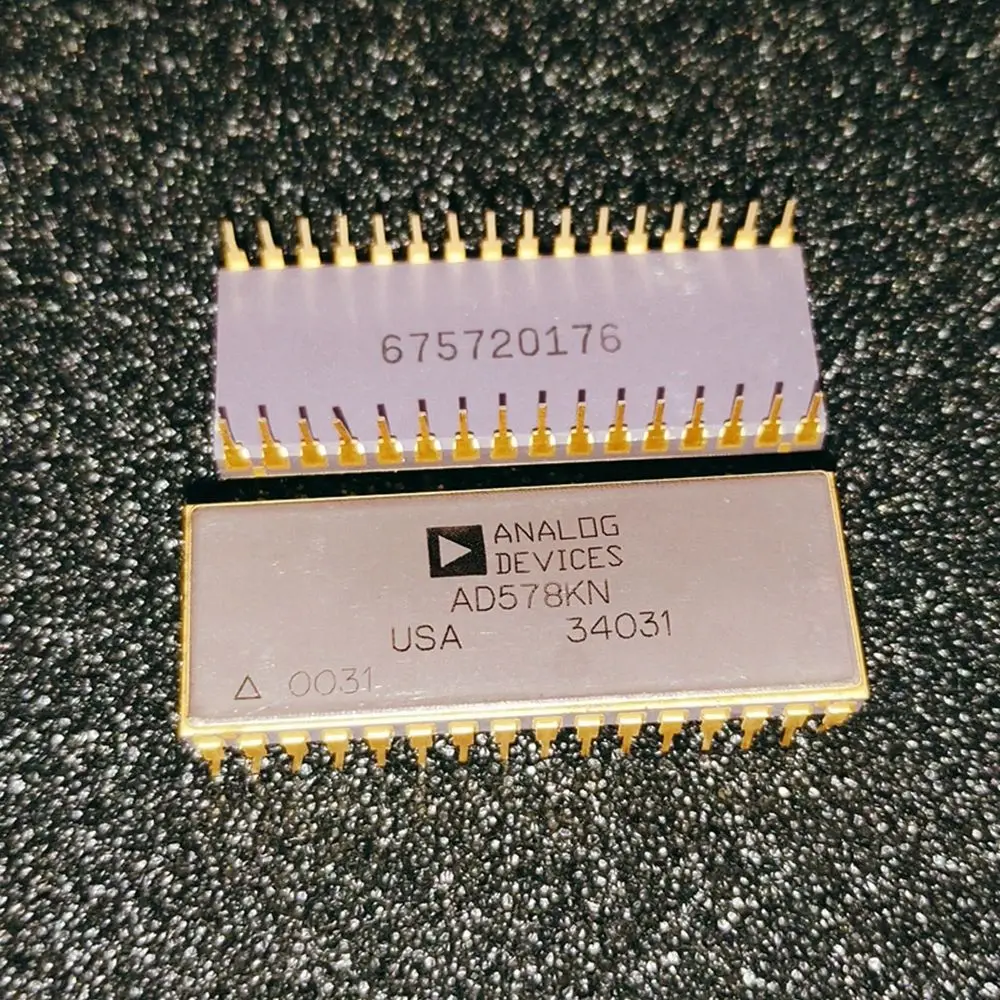 675720176
ANALOG
DEVICES
AD578KN
USA 34031
△ 0031